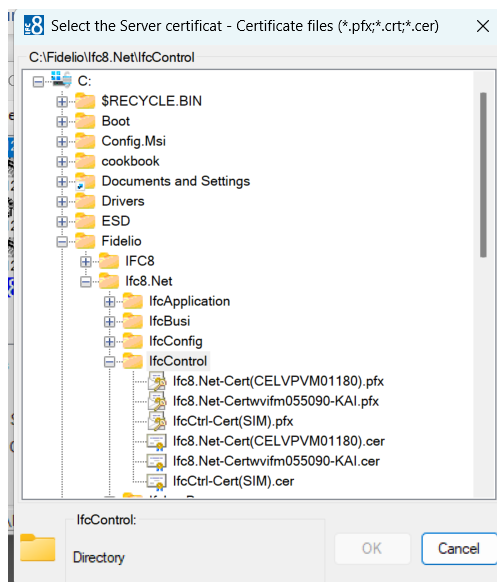 Select the Server certificat - Certificate files (*.pfx;*.crt;*.cer)
C:\Fidelio\Ifc8.Net\IfcControl
C:
$RECYCLE.BIN
Boot
Config.Msi
cookbook
Documents and Settings
Drivers
ESD
Fidelio
IFC8
Ifc8.Net
IfcApplication
IfcBusi
IfcConfig
IfcControl
Ifc8.Net-Cert(CELVPVM01180).pfx
Ifc8.Net-Certwvifm055090-KAI.pfx
IfcCtrl-Cert(SIM).pfx
Ifc8.Net-Cert(CELVPVM01180).cer
Ifc8.Net-Certwvifm055090-KAI.cer
IfcCtrl-Cert(SIM).cer
IfcControl:
Directory
OK
Cancel